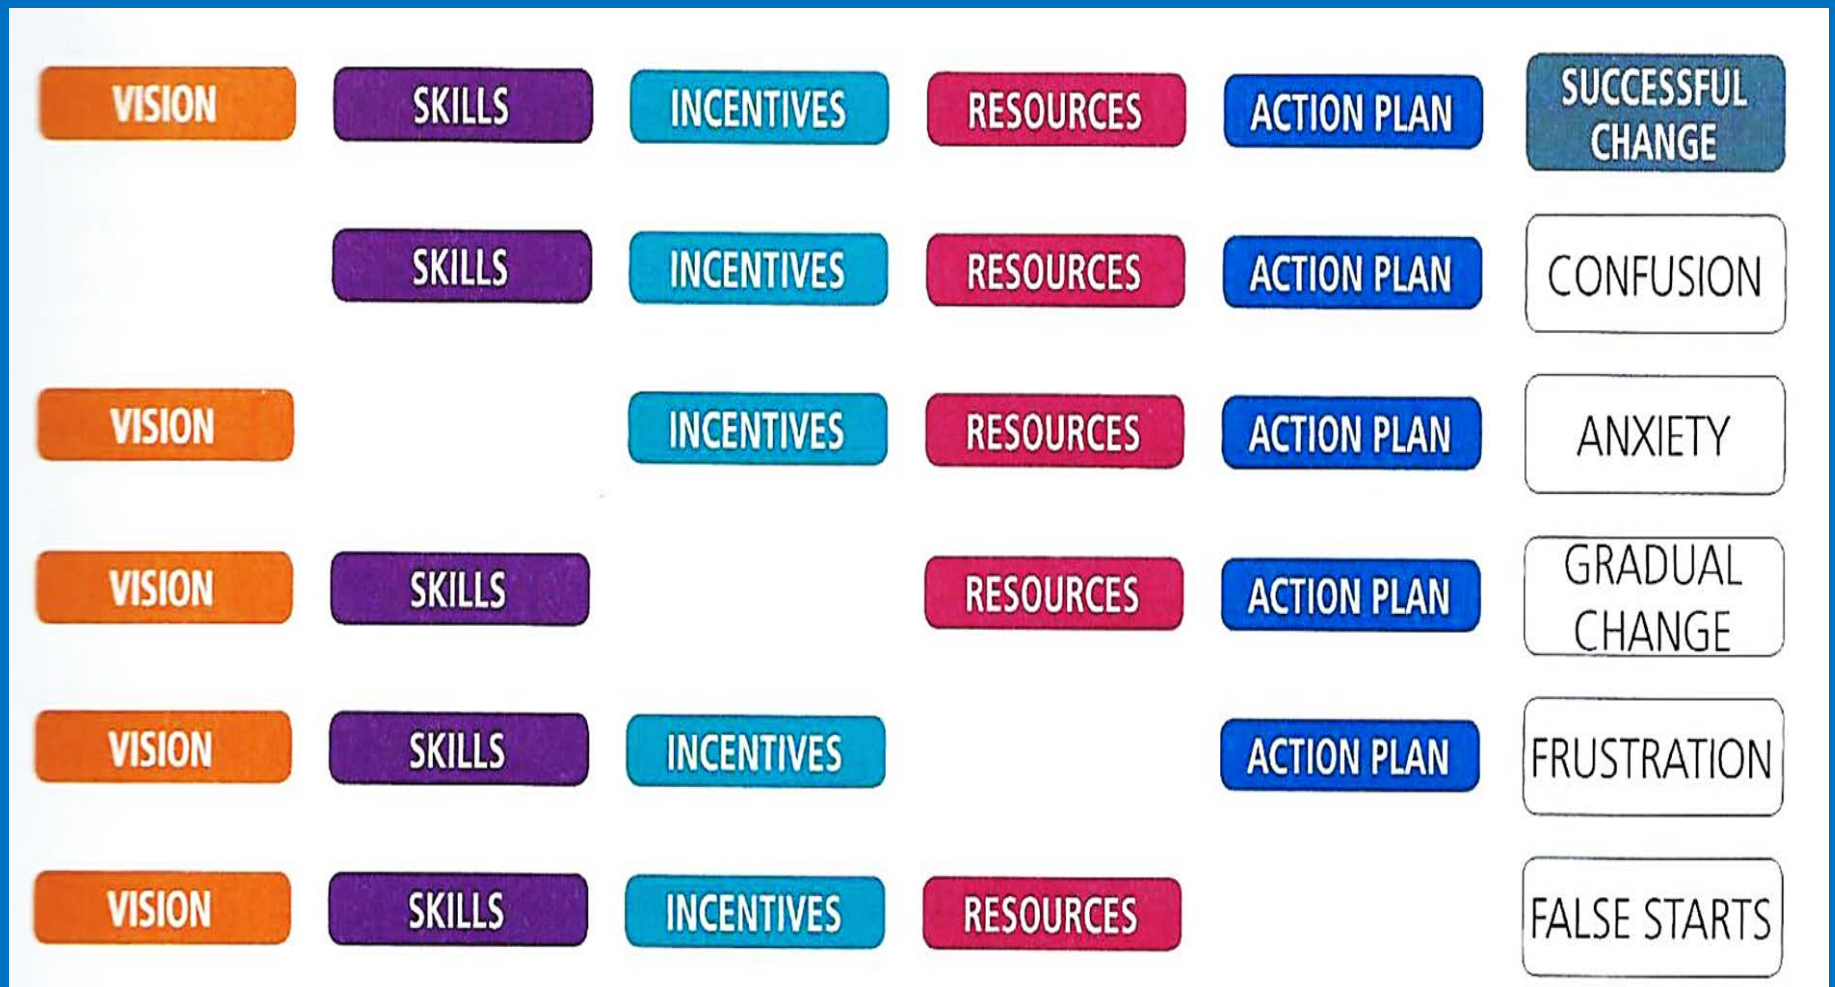 VISION SKILLS INCENTIVES RESOURCES ACTION PLAN SUCCESSFUL
CHANGE
SKILLS INCENTIVES RESOURCES ACTION PLAN CONFUSION
VISION INCENTIVES RESOURCES ACTION PLAN ANXIETY
VISION SKILLS RESOURCES ACTION PLAN GRADUAL
CHANGE
VISION SKILLS INCENTIVES ACTION PLAN FRUSTRATION
VISION SKILLS INCENTIVES RESOURCES FALSE STARTS